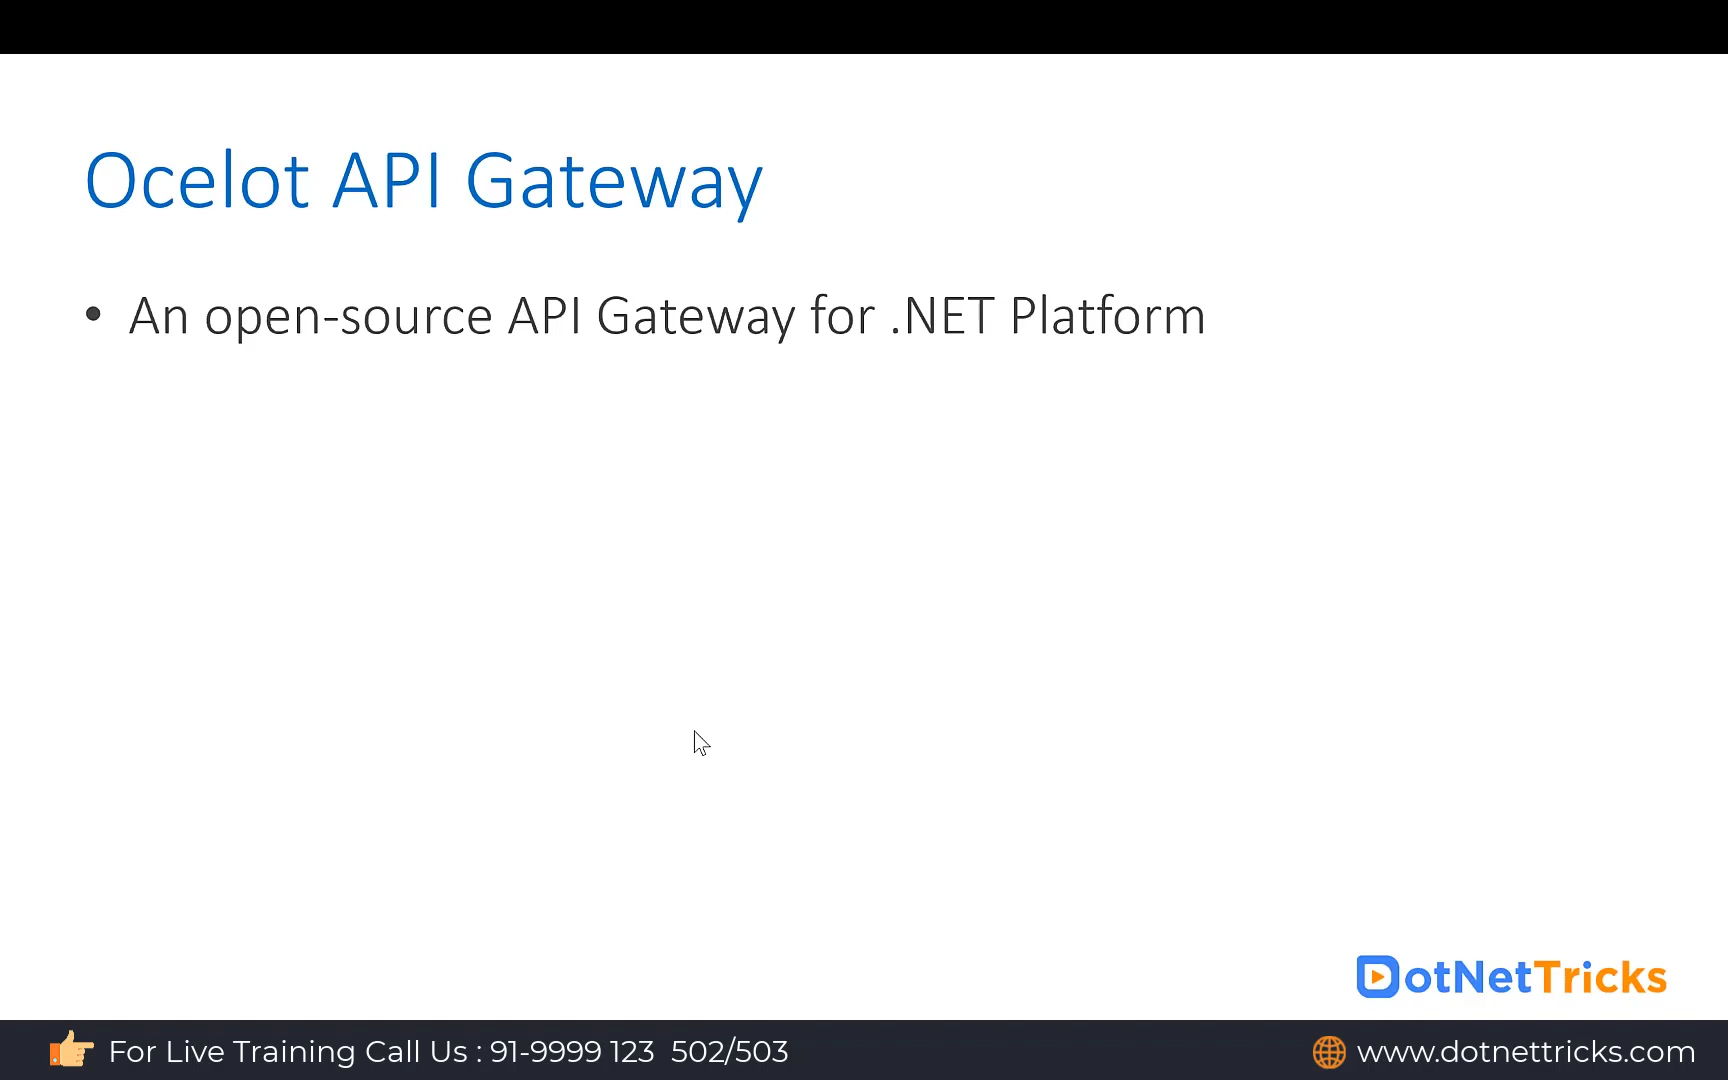 Ocelot API Gateway
• An open-source API Gateway for .NET Platform
DotNetTricks
For Live Training Call Us : 91-9999 123 502/503
www.dotnettricks.com